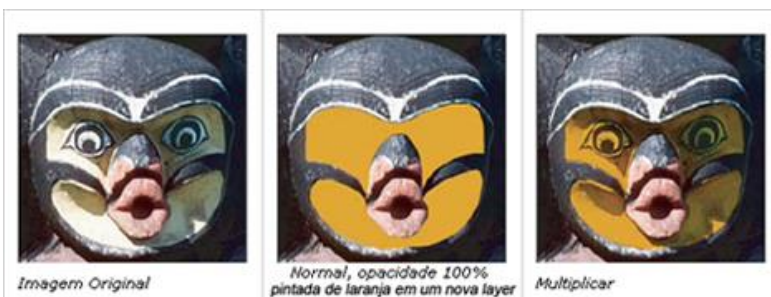 Imagem Original
Normal, opacidade 100%
pintada de laranja em um nova layer
Multiplicar